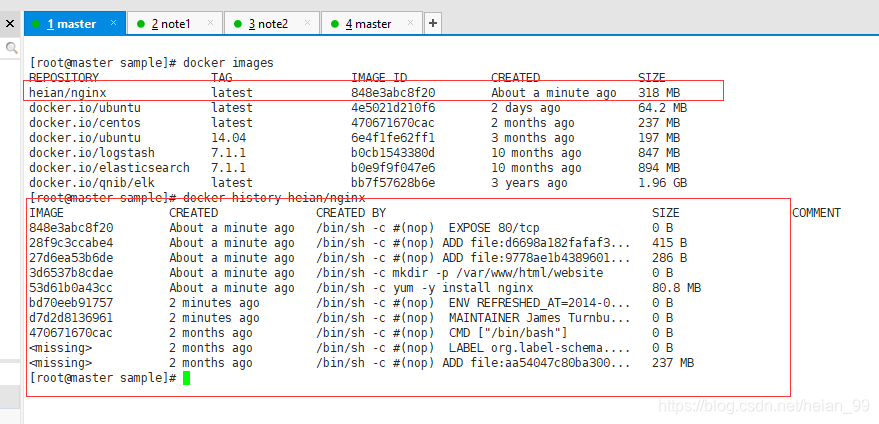 1 master × 2 note1 × 3 note2 × 4 master × +
[root@master sample]# docker images
REPOSITORY TAG IMAGE ID CREATED SIZE
heian/nginx latest 848e3abc8f20 About a minute ago 318 MB
docker.io/ubuntu latest 4e5021d210f6 2 days ago 64.2 MB
docker.io/centos latest 470671670cac 2 months ago 237 MB
docker.io/ubuntu 14.04 6e4f1fe62ff1 3 months ago 197 MB
docker.io/logstash 7.1.1 b0cb1543380d 10 months ago 847 MB
docker.io/elasticsearch 7.1.1 b0e9f9f047e6 10 months ago 894 MB
docker.io/qnib/elk latest bb7f57628b6e 3 years ago 1.96 GB
[root@master sample]# docker history heian/nginx
IMAGE CREATED CREATED BY SIZE COMMENT
848e3abc8f20 About a minute ago /bin/sh -c #(nop) EXPOSE 80/tcp 0 B
28f9c3ccabe4 About a minute ago /bin/sh -c #(nop) ADD file:d6698a182fafaf3... 415 B
27d6ea53b6de About a minute ago /bin/sh -c #(nop) ADD file:9778ae1b4389601... 286 B
3d6537b8cdae About a minute ago /bin/sh -c mkdir -p /var/www/html/website 0 B
53d61b0a43cc About a minute ago /bin/sh -c yum -y install nginx 80.8 MB
bd70eeb91757 2 minutes ago /bin/sh -c #(nop) ENV REFRESHED_AT=2014-0... 0 B
d7d2d8136961 2 minutes ago /bin/sh -c #(nop) MAINTAINER James Turnbu... 0 B
470671670cac 2 months ago /bin/sh -c #(nop) CMD ["/bin/bash"] 0 B
<missing> 2 months ago /bin/sh -c #(nop) LABEL org.label-schema.... 0 B
<missing> 2 months ago /bin/sh -c #(nop) ADD file:aa54047c80ba300... 237 MB
[root@master sample]#
https://blog.csdn.net/heian_99